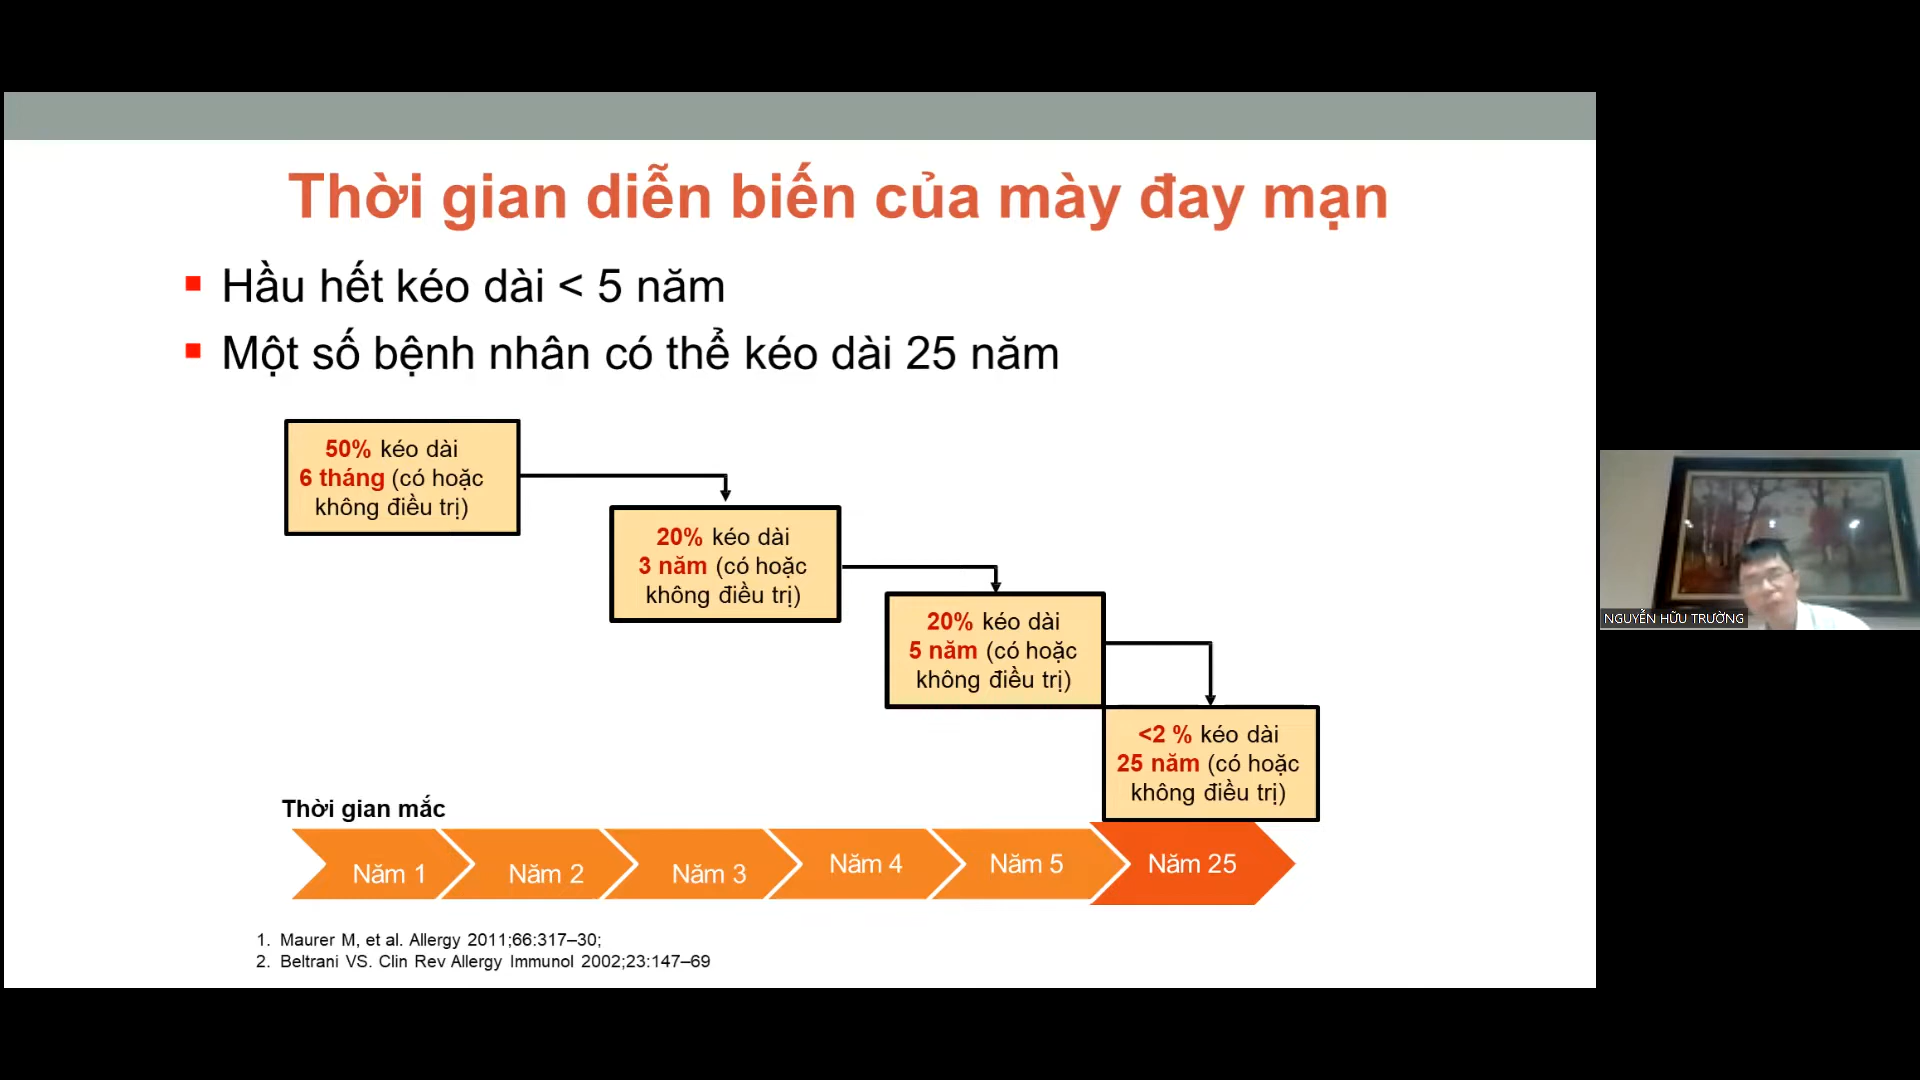 Thời gian diễn biến của mày đay mạn
Hầu hết kéo dài < 5 năm
Một số bệnh nhân có thể kéo dài 25 năm
50% kéo dài
6 tháng (có hoặc
không điều trị)
20% kéo dài
3 năm (có hoặc
không điều trị)
20% kéo dài
5 năm (có hoặc
không điều trị)
<2 % kéo dài
25 năm (có hoặc
không điều trị)
Thời gian mắc
Năm 1
Năm 2
Năm 3
Năm 4
Năm 5
Năm 25
1. Maurer M, et al. Allergy 2011;66:317–30;
2. Beltrani VS. Clin Rev Allergy Immunol 2002;23:147–69
NGUYỄN HỮU TRƯỜNG